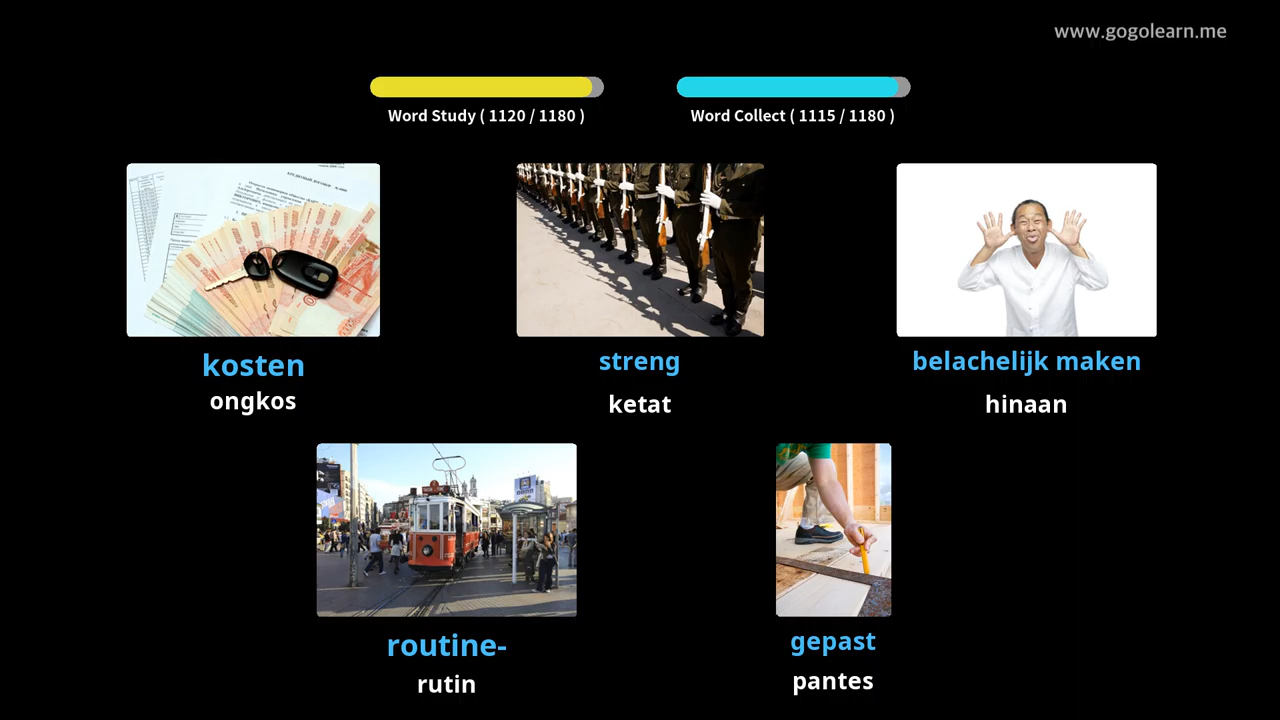 www.gogolearn.me
Word Study ( 1120 / 1180 )
Word Collect ( 1115 / 1180 )
kosten
ongkos
streng
ketat
belachelijk maken
hinaan
routine-
rutin
gepast
pantes